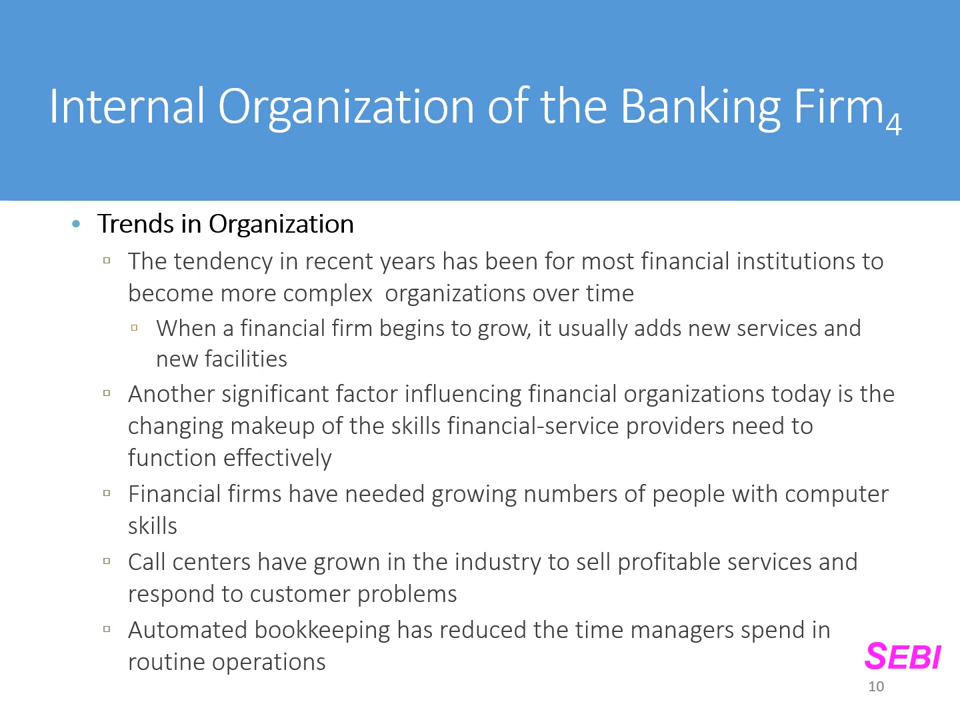 Internal Organization of the Banking Firm4
• Trends in Organization
▫ The tendency in recent years has been for most financial institutions to
become more complex  organizations over time
▫ When a financial firm begins to grow, it usually adds new services and
new facilities
▫ Another significant factor influencing financial organizations today is the
changing makeup of the skills financial-service providers need to
function effectively
▫ Financial firms have needed growing numbers of people with computer
skills
▫ Call centers have grown in the industry to sell profitable services and
respond to customer problems
▫ Automated bookkeeping has reduced the time managers spend in
routine operations
SEBI
10